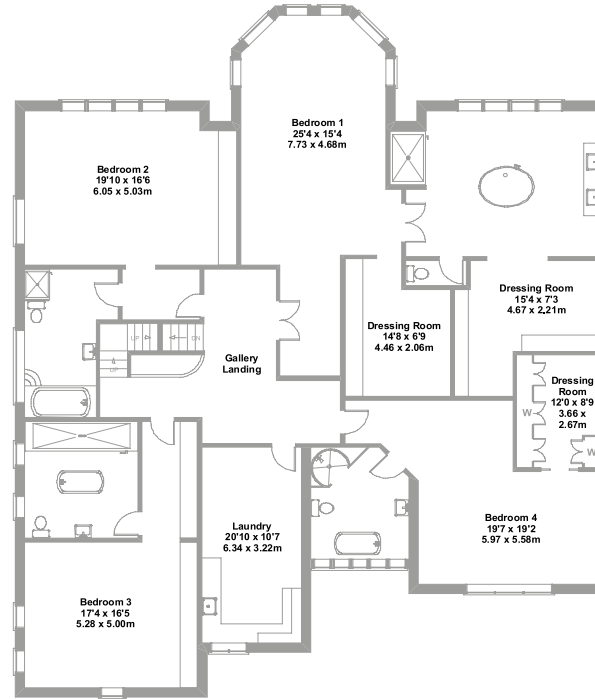 Bedroom 1
25'4 x 15'4
7.73 x 4.68m
Bedroom 2
19'10 x 16'6
6.05 x 5.03m
Dressing Room
15'4 x 7'3
4.67 x 2.21m
Dressing Room
14'8 x 6'9
4.46 x 2.06m
UP
DN
UP
Gallery
Landing
Dressing
Room
12'0 x 8'9
3.66 x
2.67m
W
W
Bedroom 4
19'7 x 19'2
5.97 x 5.58m
Laundry
20'10 x 10'7
6.34 x 3.22m
Bedroom 3
17'4 x 16'5
5.28 x 5.00m